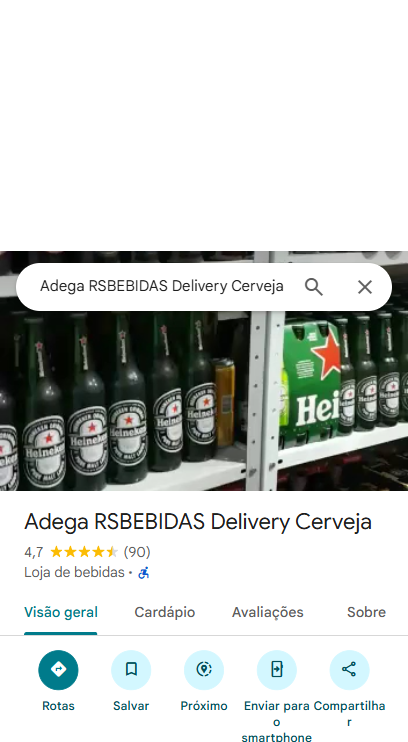 Adega RSBEBIDAS Delivery Cerveja
Heineken
Heineken
Heineken
Heineken
Hei
Adega RSBEBIDAS Delivery Cerveja
4,7 (90)
Loja de bebidas •
Visão geral Cardápio Avaliações Sobre
Rotas Salvar Próximo Enviar para o smartphone Compartilhar